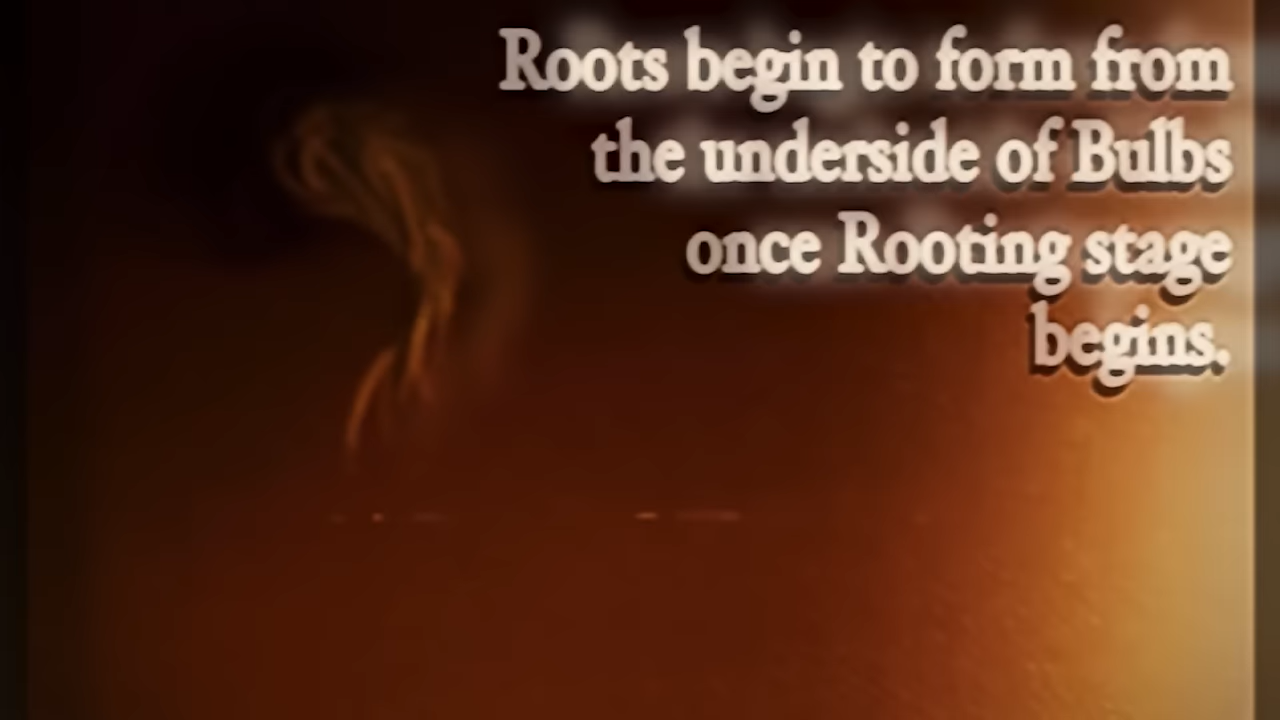 Roots begin to form from
the underside of Bulbs
once Rooting stage
begins.